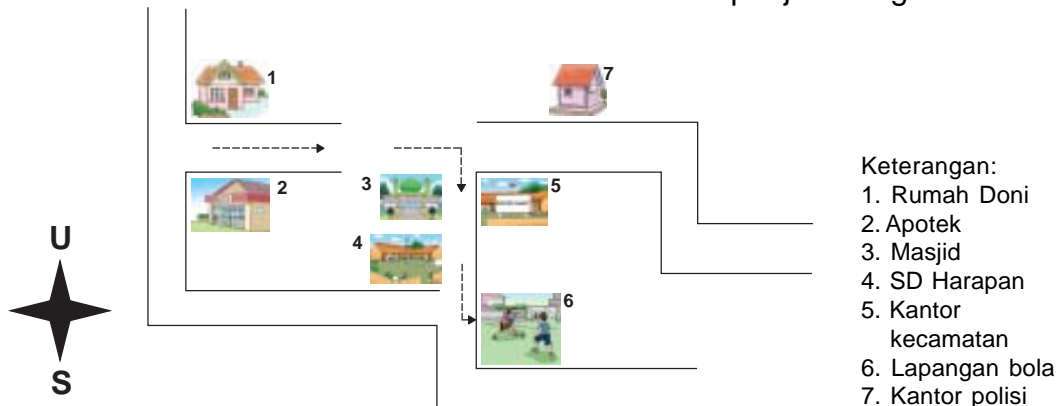 1
7
2
3
5
4
6
U
S
Keterangan:
1. Rumah Doni
2. Apotek
3. Masjid
4. SD Harapan
5. Kantor
kecamatan
6. Lapangan bola
7. Kantor polisi